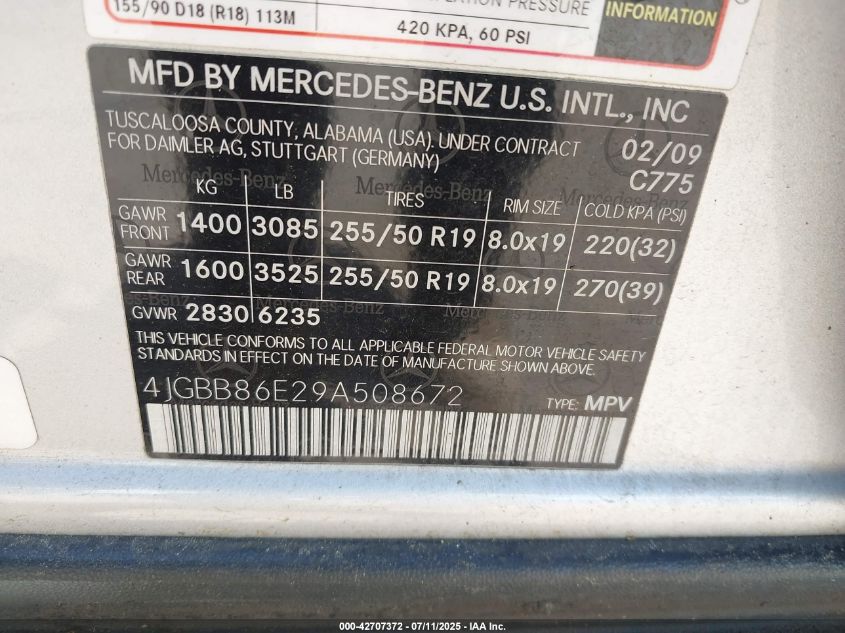 PRESSURE
155/90 D18 (R18) 113M
420 KPA, 60 PSI
INFORMATION
MFD BY MERCEDES-BENZ U.S. INTL., INC
TUSCALOOSA COUNTY, ALABAMA (USA). UNDER CONTRACT
FOR DAIMLER AG, STUTTGART (GERMANY)
02/09
C775
KG LB TIRES RIM SIZE COLD KPA (PSI)
GAWR FRONT 1400 3085 255/50 R19 8.0x19 220(32)
GAWR REAR 1600 3525 255/50 R19 8.0x19 270(39)
GVWR 2830 6235
THIS VEHICLE CONFORMS TO ALL APPLICABLE FEDERAL MOTOR VEHICLE SAFETY
STANDARDS IN EFFECT ON THE DATE OF MANUFACTURE SHOWN ABOVE.
4JGBB86E29A508672
TYPE: MPV
000-42707372 - 07/11/2025 - IAA Inc.